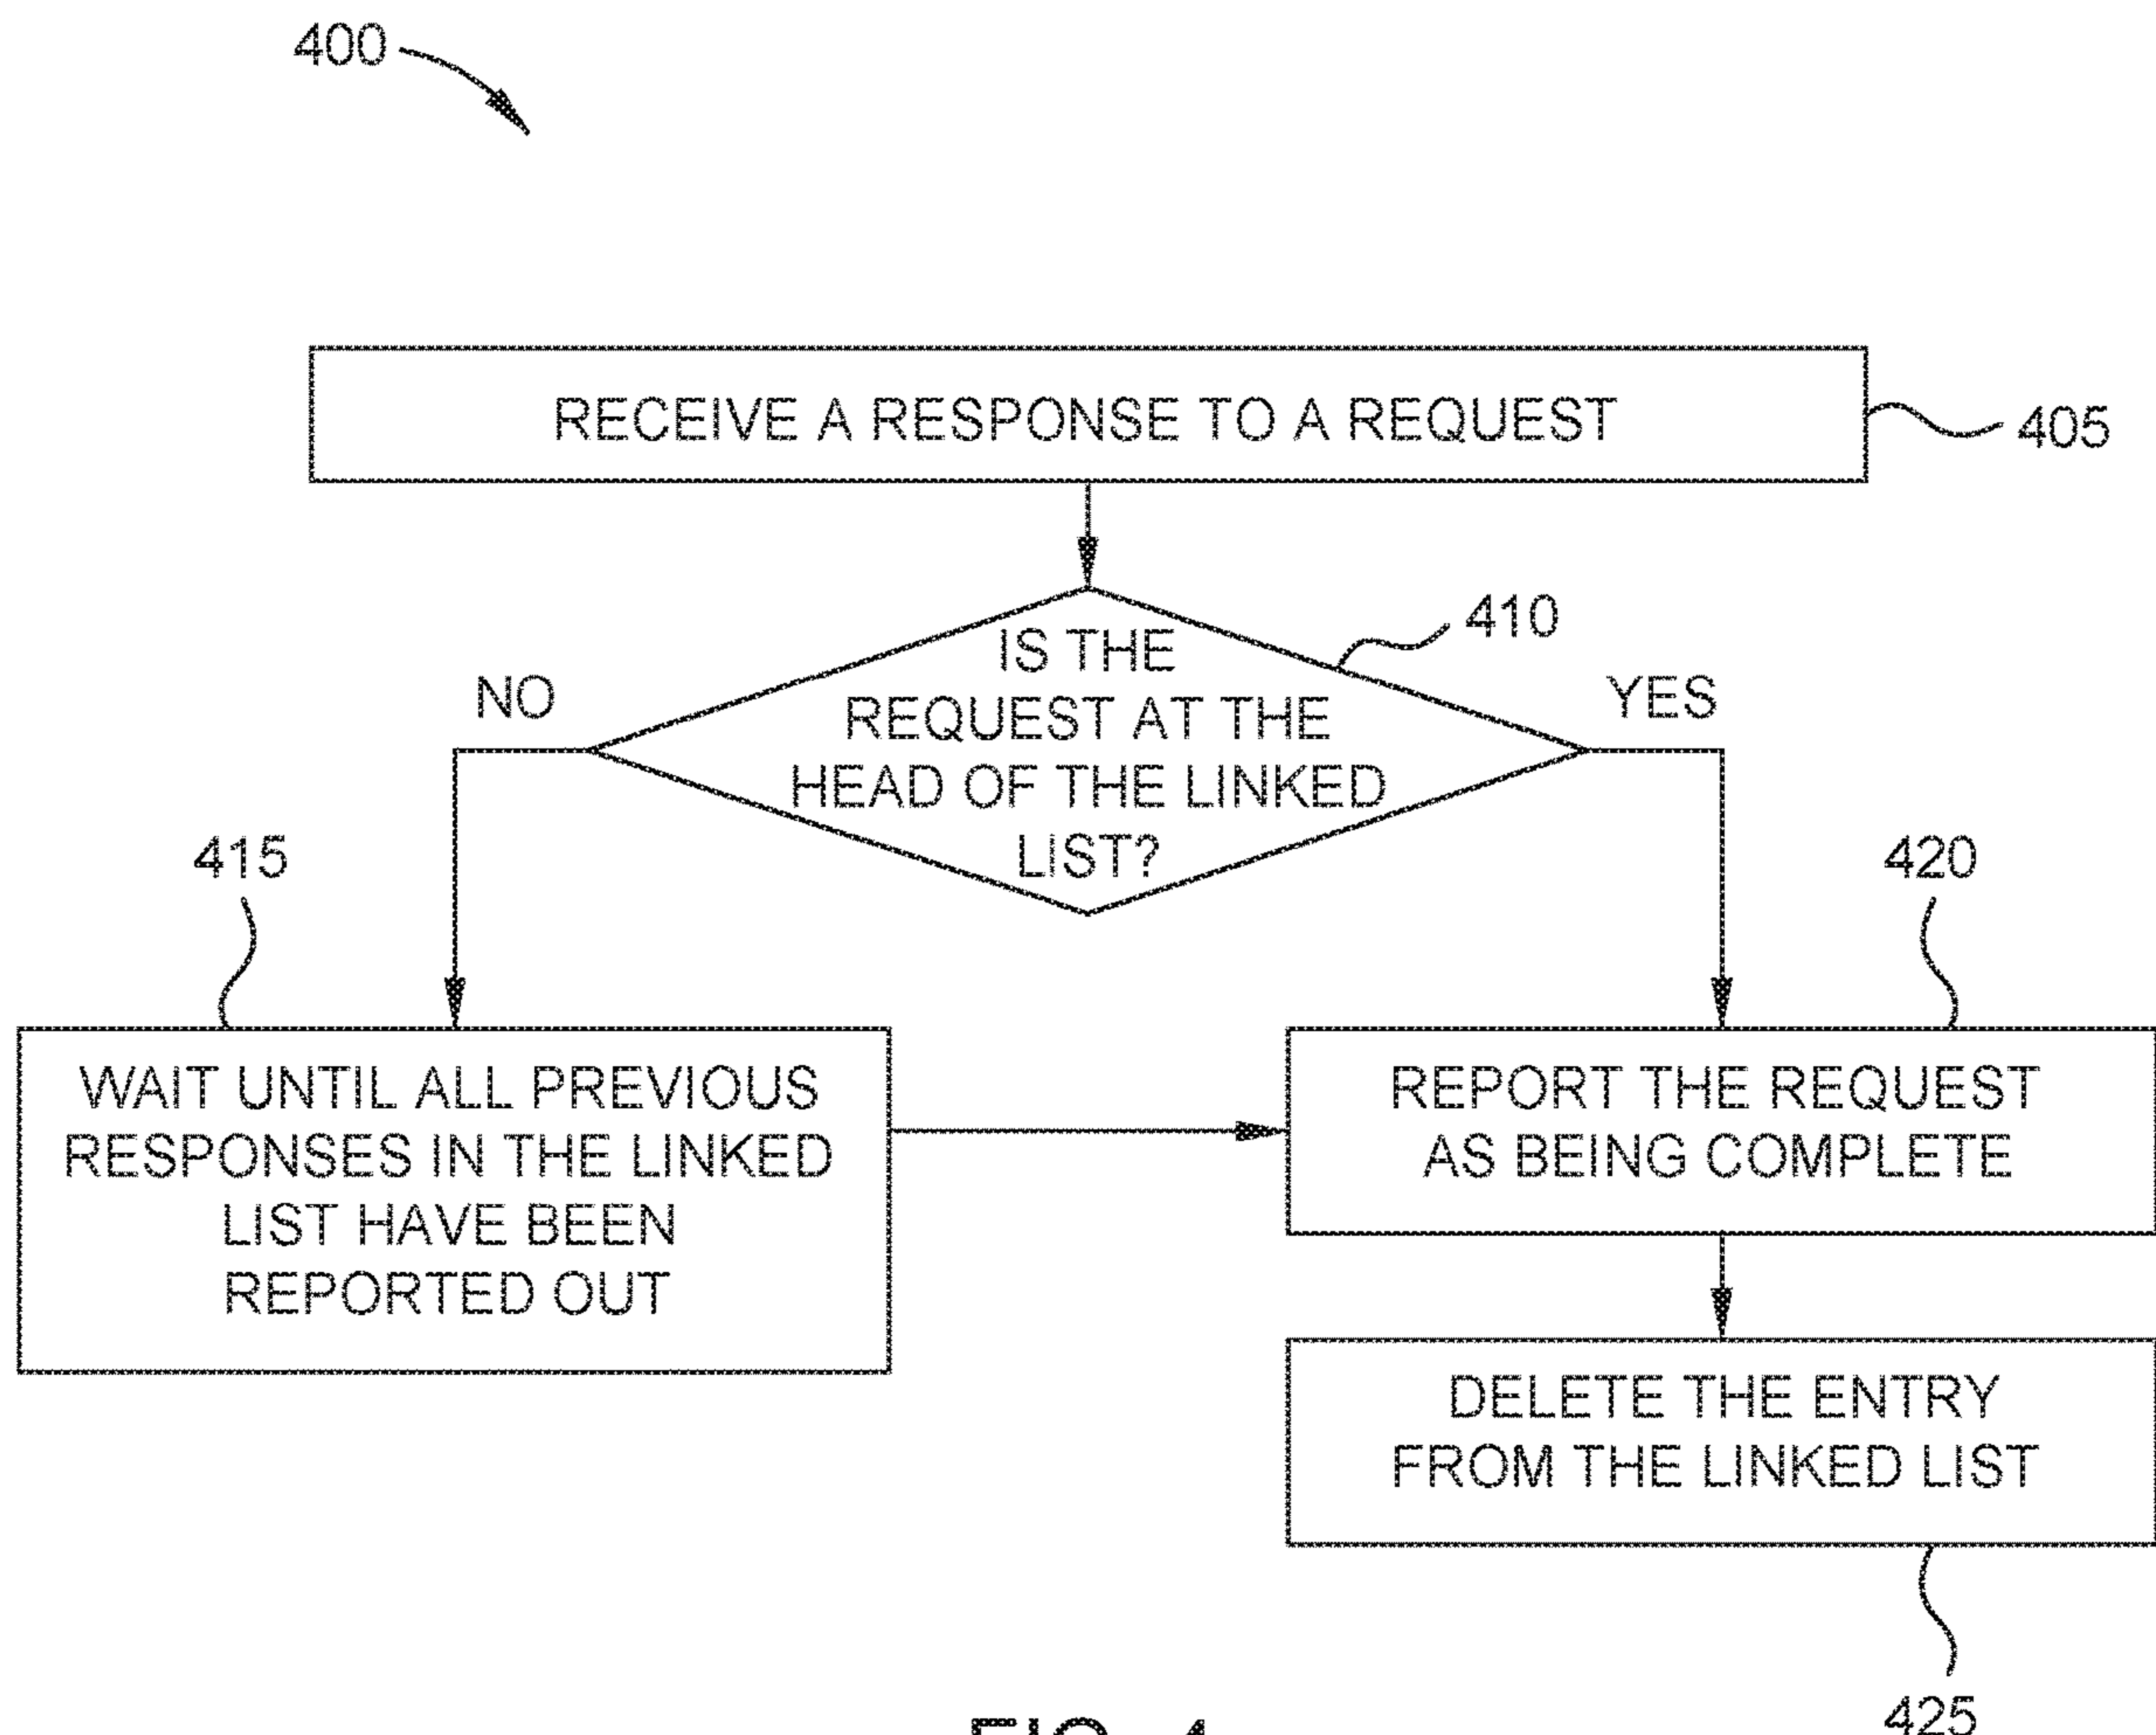 400
RECEIVE A RESPONSE TO A REQUEST
405
IS THE
REQUEST AT THE
HEAD OF THE LINKED
LIST?
410
NO
YES
415
420
WAIT UNTIL ALL PREVIOUS
RESPONSES IN THE LINKED
LIST HAVE BEEN
REPORTED OUT
REPORT THE REQUEST
AS BEING COMPLETE
DELETE THE ENTRY
FROM THE LINKED LIST
425
FIG. 4